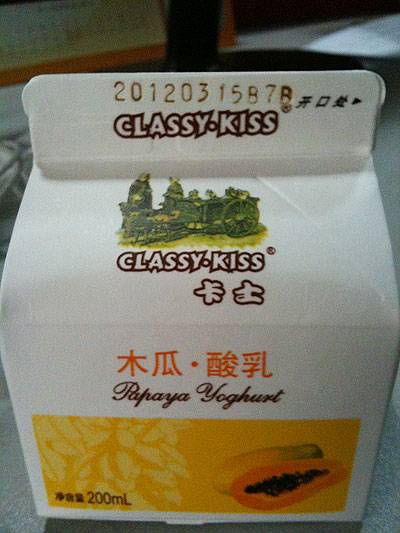 20120315B7B 开口处▸
CLASSY·KISS®
CLASSY·KISS®
卡士
木瓜·酸乳
Papaya Yoghurt
净含量 200mL